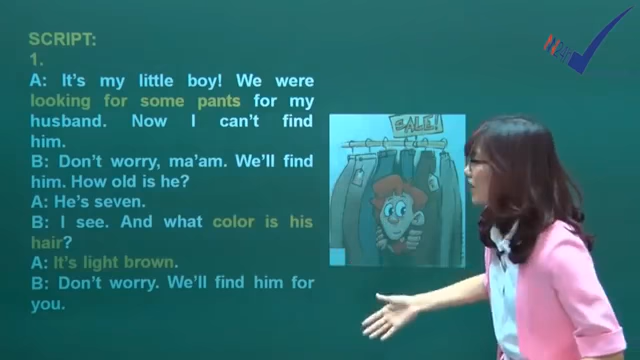 SCRIPT:
1.
A: It's my little boy! We were
looking for some pants for my
husband. Now I can't find
him.
B: Don't worry, ma'am. We'll find
him. How old is he?
A: He's seven.
B: I see. And what color is his
hair?
A: It's light brown.
B: Don't worry. We'll find him for
you.
SALE!